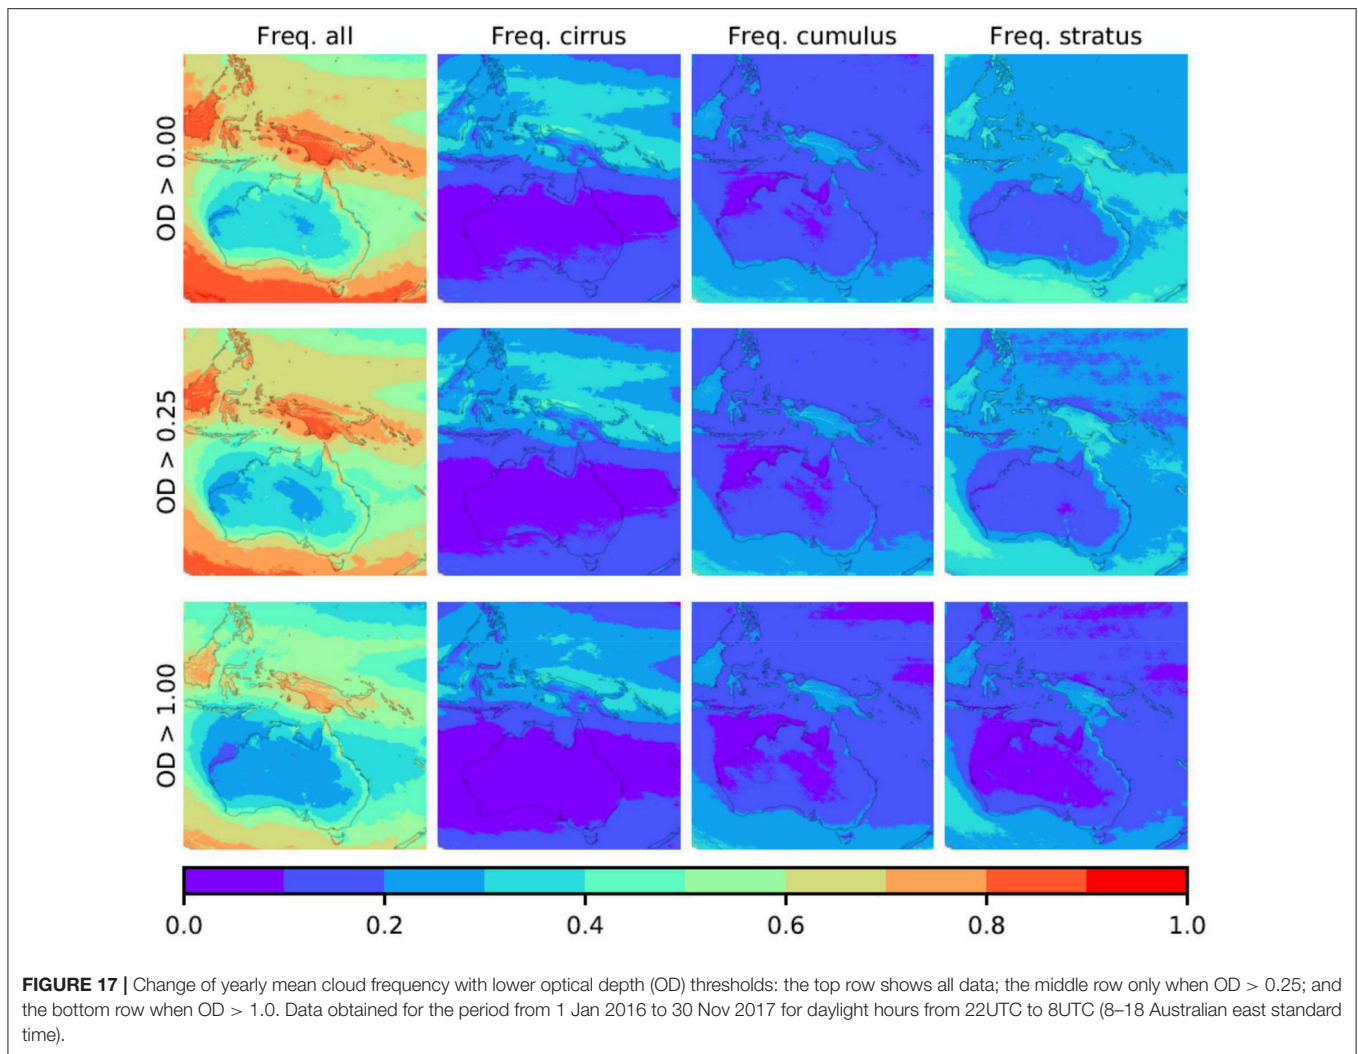 Freq. all Freq. cirrus Freq. cumulus Freq. stratus
OD > 0.00
OD > 0.25
OD > 1.00
0.0 0.2 0.4 0.6 0.8 1.0
FIGURE 17 | Change of yearly mean cloud frequency with lower optical depth (OD) thresholds: the top row shows all data; the middle row only when OD > 0.25; and
the bottom row when OD > 1.0. Data obtained for the period from 1 Jan 2016 to 30 Nov 2017 for daylight hours from 22UTC to 8UTC (8–18 Australian east standard
time).